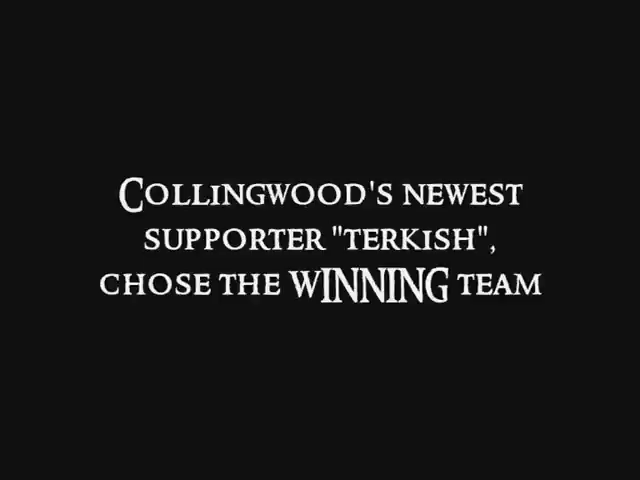 Collingwood's newest
supporter "Terkish",
chose the WINNING team